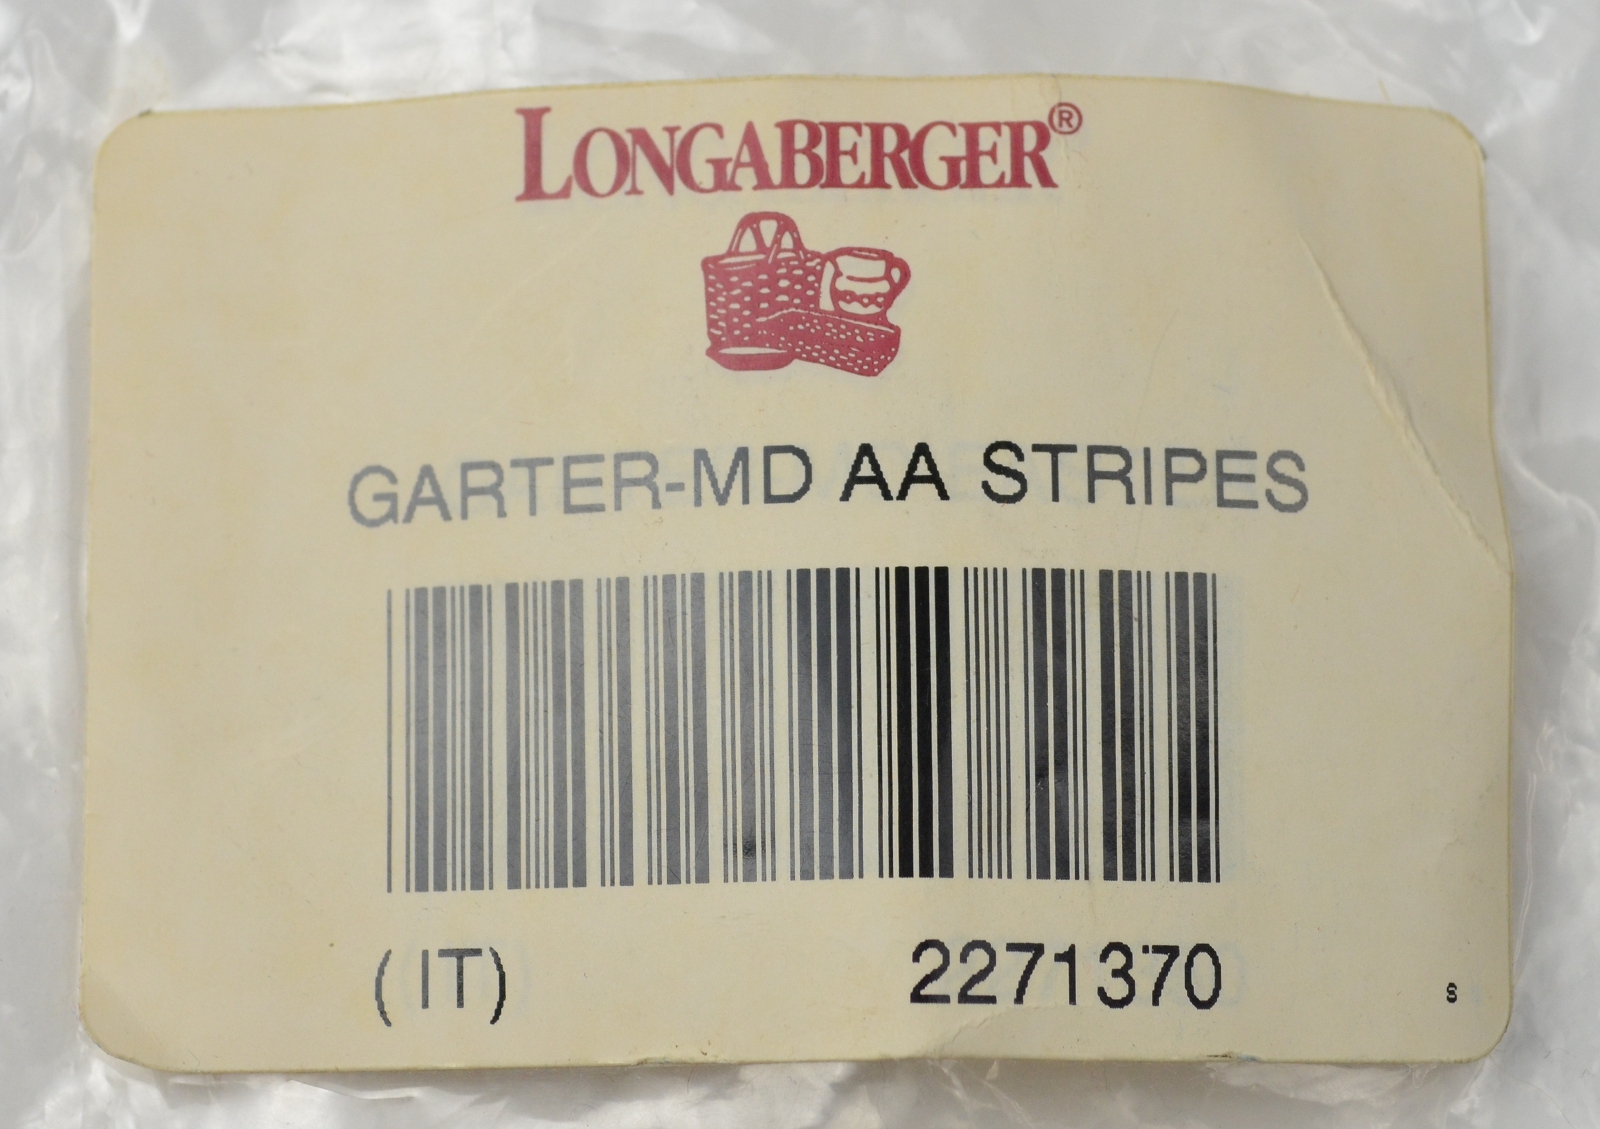 LONGABERGER®
GARTER-MD AA STRIPES
(IT) 2271370 S